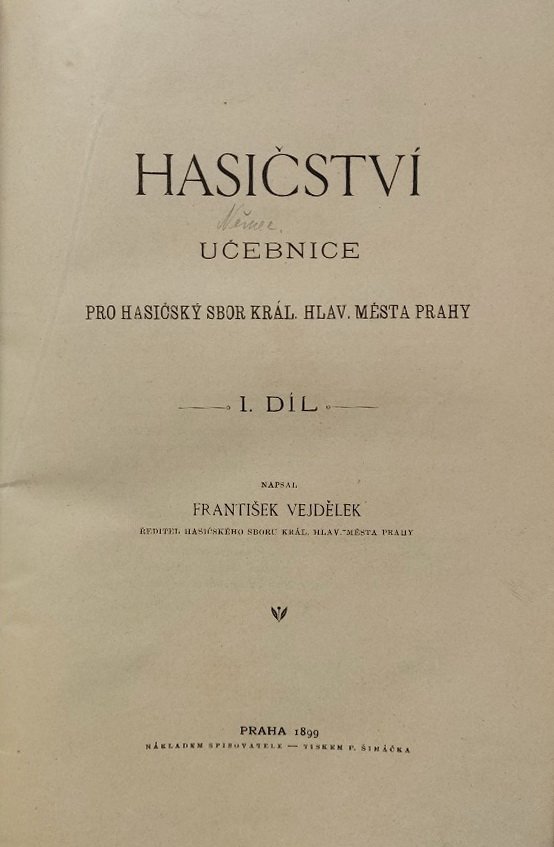 HASIČSTVÍ
Němec.
UČEBNICE
PRO HASIČSKÝ SBOR KRÁL. HLAV. MĚSTA PRAHY
I. DÍL
NAPSAL
FRANTIŠEK VEJDĚLEK
ŘEDITEL HASIČSKÉHO SBORU KRÁL. HLAV. MĚSTA PRAHY
PRAHA 1899
NÁKLADEM SPISOVATELE — TISKEM F. ŠIMÁČKA